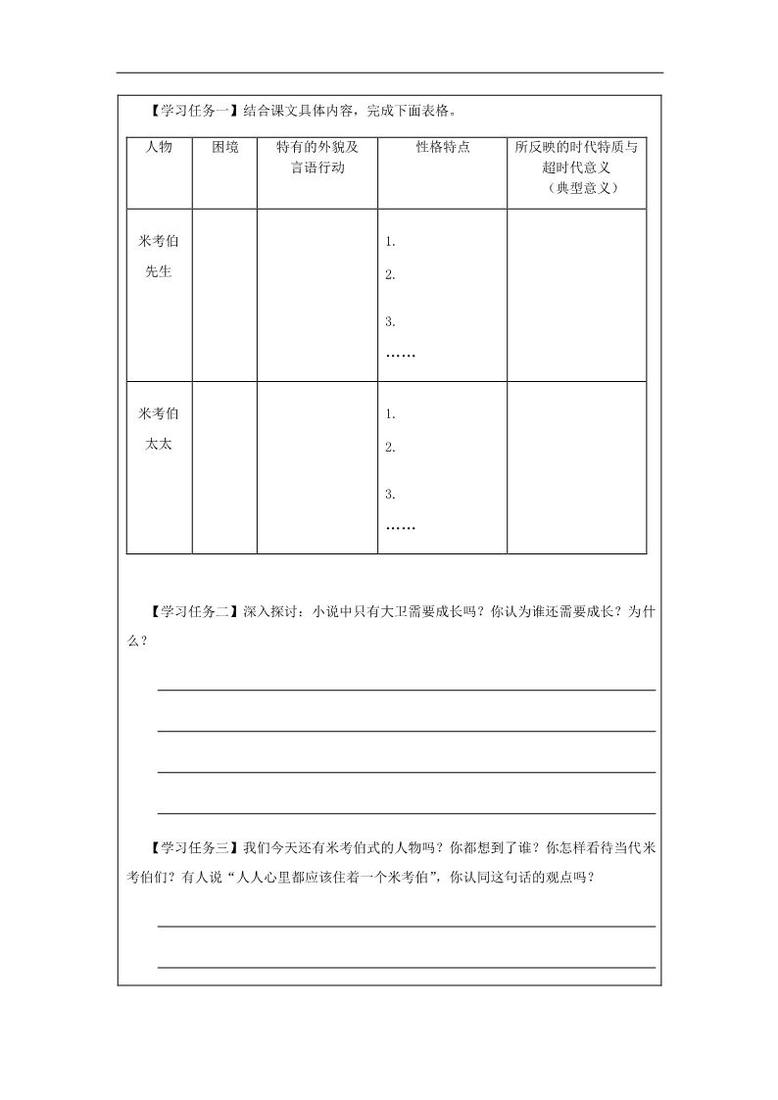 【学习任务一】结合课文具体内容，完成下面表格。
人物
困境
特有的外貌及
言语行动
性格特点
所反映的时代特质与
超时代意义
（典型意义）
米考伯
先生
1.
2.
3.
……
米考伯
太太
1.
2.
3.
……
【学习任务二】深入探讨：小说中只有大卫需要成长吗？你认为谁还需要成长？为什
么？
【学习任务三】我们今天还有米考伯式的人物吗？你都想到了谁？你怎样看待当代米
考伯们？有人说“人人心里都应该住着一个米考伯”，你认同这句话的观点吗？